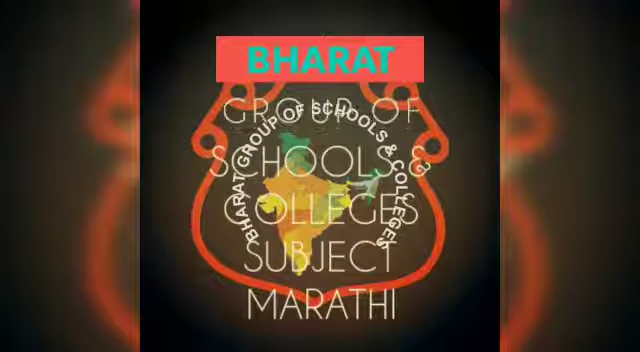 BHARAT
GROUP OF
SCHOOLS &
COLLEGES
SUBJECT
MARATHI
BHARAT GROUP OF SCHOOLS & COLLEGES